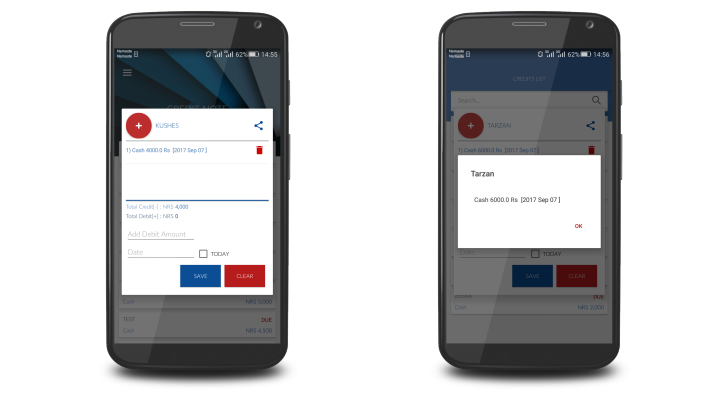 Namaste
Namaste
62% 14:55
CREDIT NOTE
KUSHES
1) Cash 4000.0 Rs [2017 Sep 07 ]
Total Credit[-] : NRS 4,000
Total Debit[+] : NRS 0
Add Debit Amount
Date
TODAY
SAVE
CLEAR
Cash NRS 5,000
TEST DUE
Cash NRS 4,500
Namaste
Namaste
62% 14:56
CREDITS LIST
Search...
TARZAN
1) Cash 6000.0 Rs [2017 Sep 07 ]
Tarzan
Cash 6000.0 Rs [2017 Sep 07 ]
OK
Date
TODAY
SAVE
CLEAR
DUE
Cash NRS 2,000